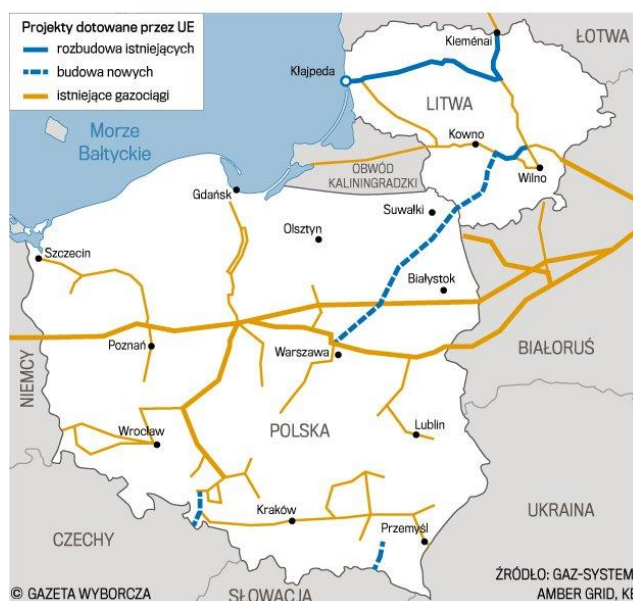 Projekty dotowane przez UE
rozbudowa istniejących
budowa nowych
istniejące gazociągi
ŁOTWA
Kieménai
Kłajpeda
LITWA
Morze
Bałtyckie
Kowno
Wilno
OBWÓD
KALININGRADZKI
Gdańsk
Suwałki
Olsztyn
Szczecin
Białystok
BIAŁORUŚ
Poznań
Warszawa
NIEMCY
Wrocław
POLSKA
Lublin
UKRAINA
Kraków
Przemyśl
CZECHY
SŁOWACJA
© GAZETA WYBORCZA
ŹRÓDŁO: GAZ-SYSTEM
AMBER GRID, KE